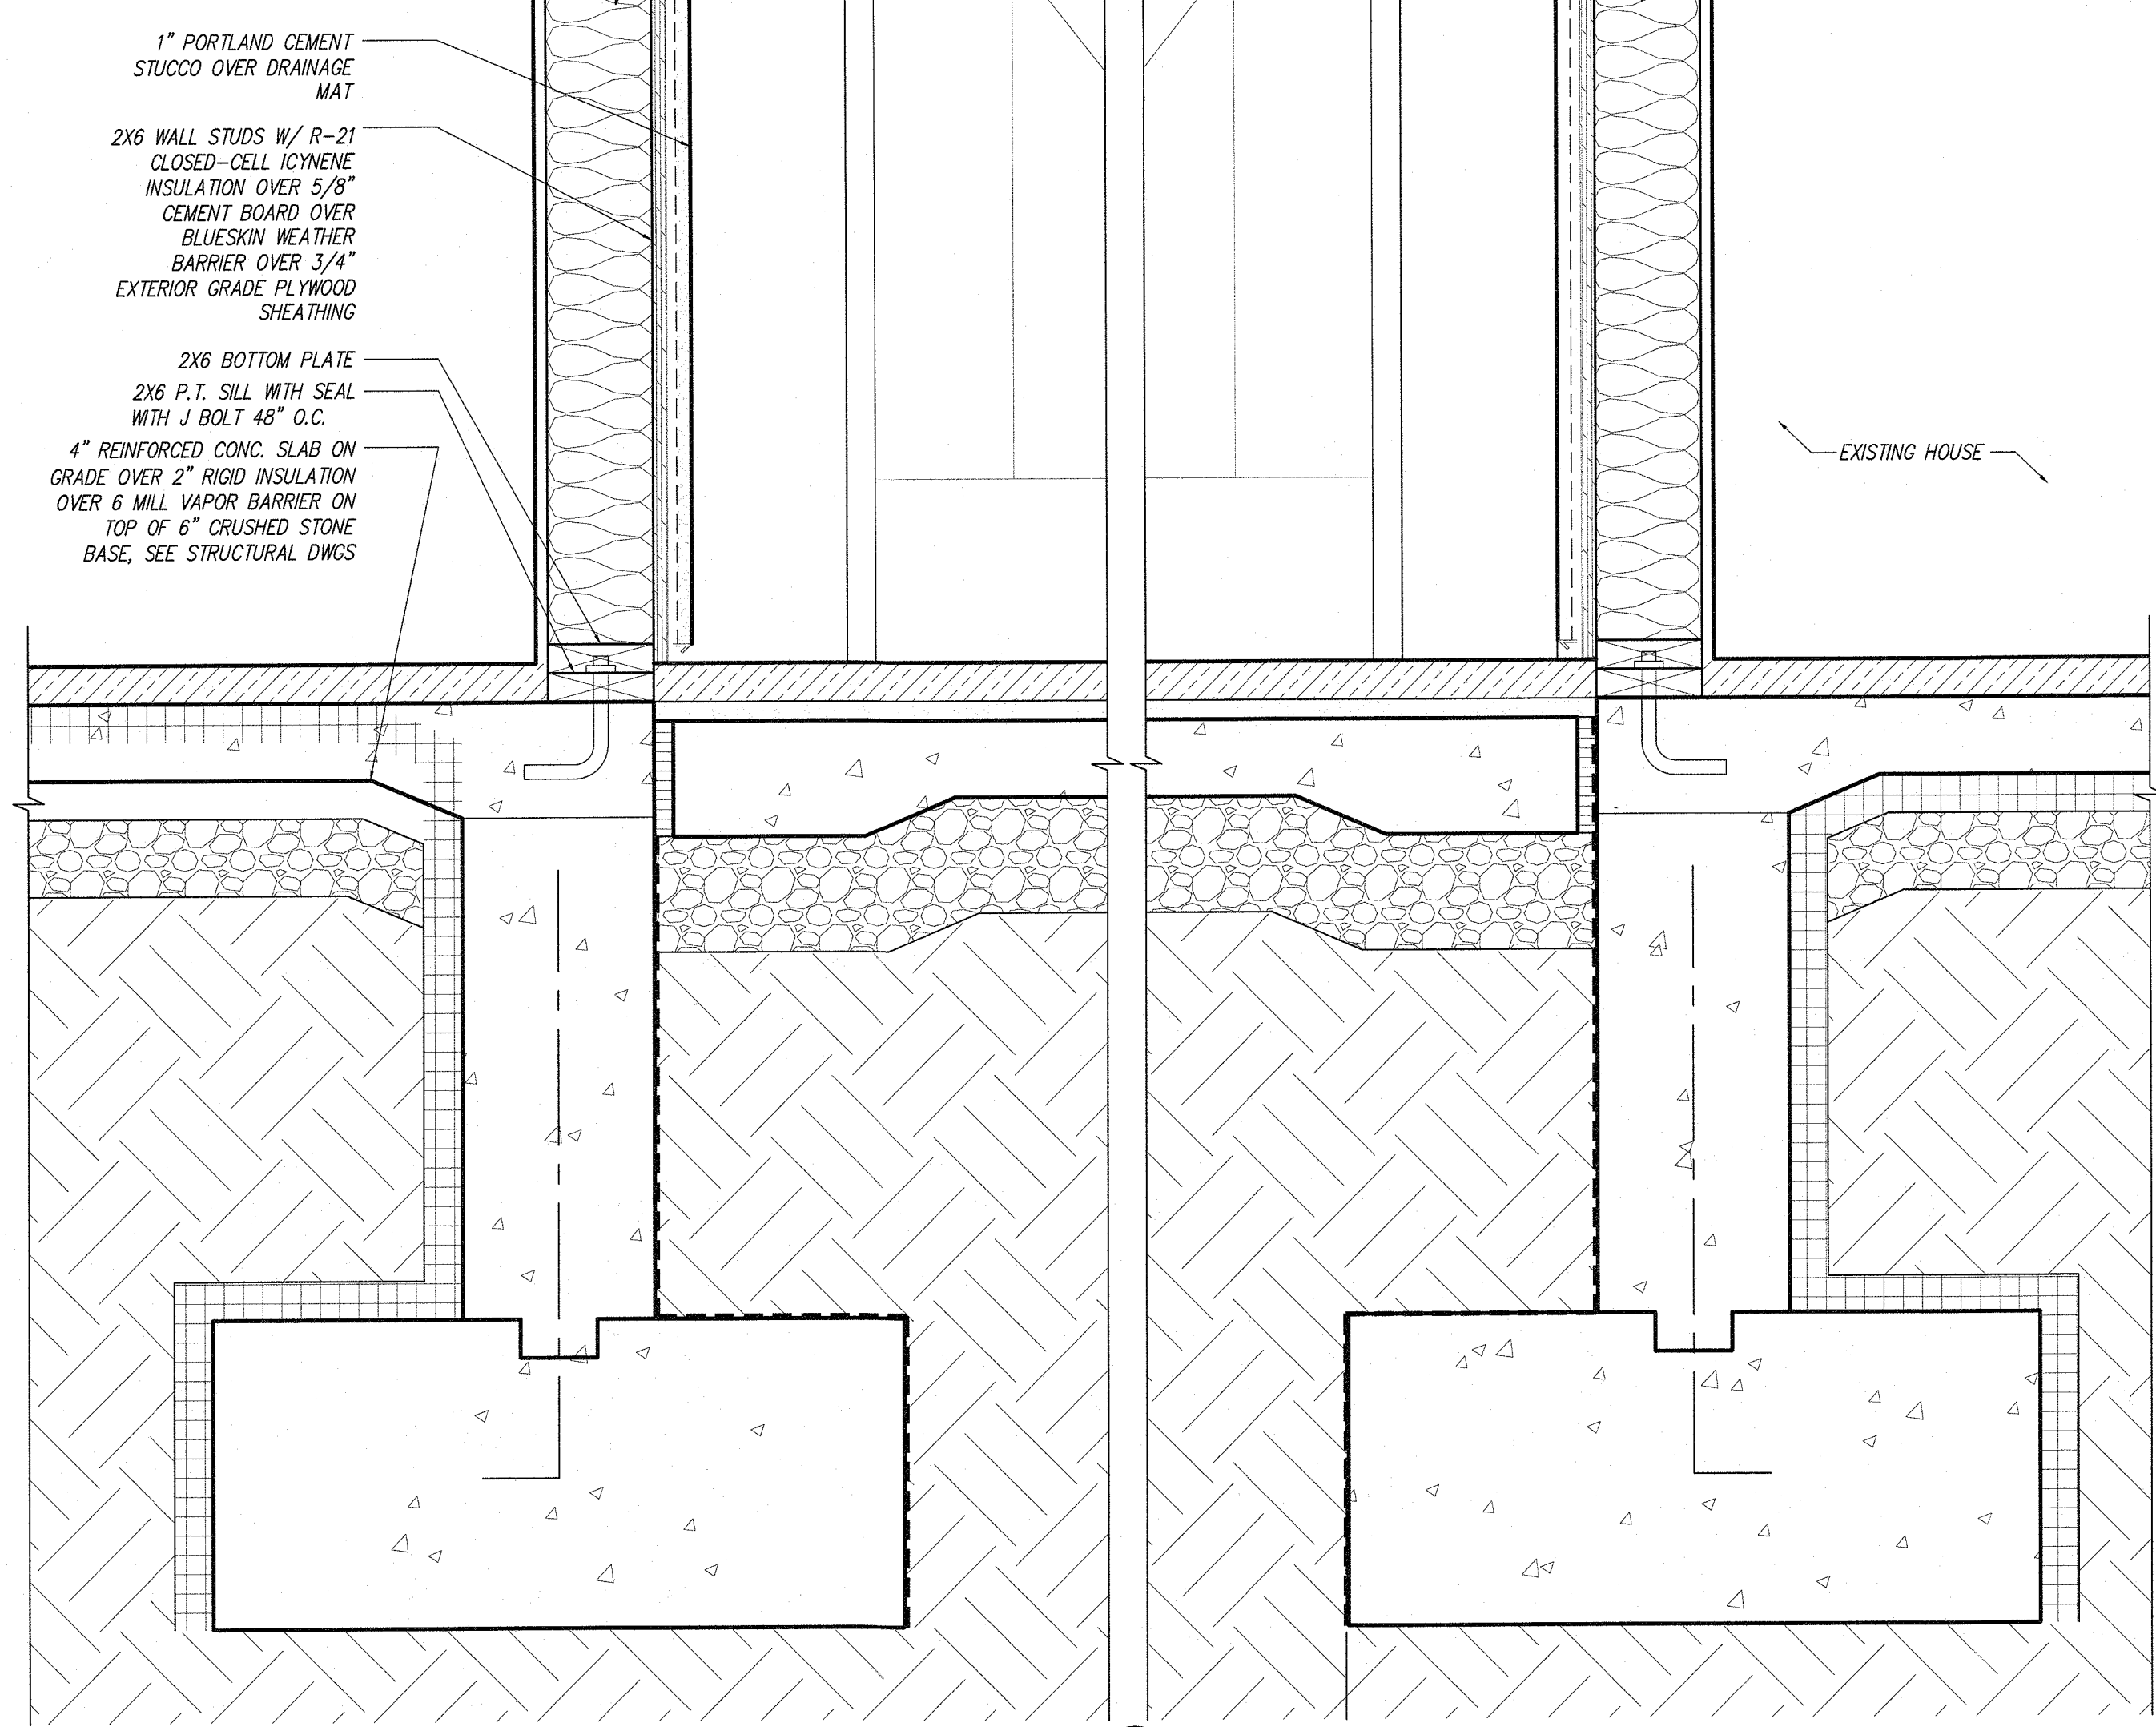 1" PORTLAND CEMENT
STUCCO OVER DRAINAGE
MAT
2X6 WALL STUDS W/ R-21
CLOSED-CELL ICYNENE
INSULATION OVER 5/8"
CEMENT BOARD OVER
BLUESKIN WEATHER
BARRIER OVER 3/4"
EXTERIOR GRADE PLYWOOD
SHEATHING
2X6 BOTTOM PLATE
2X6 P.T. SILL WITH SEAL
WITH J BOLT 48" O.C.
4" REINFORCED CONC. SLAB ON
GRADE OVER 2" RIGID INSULATION
OVER 6 MILL VAPOR BARRIER ON
TOP OF 6" CRUSHED STONE
BASE, SEE STRUCTURAL DWGS
EXISTING HOUSE